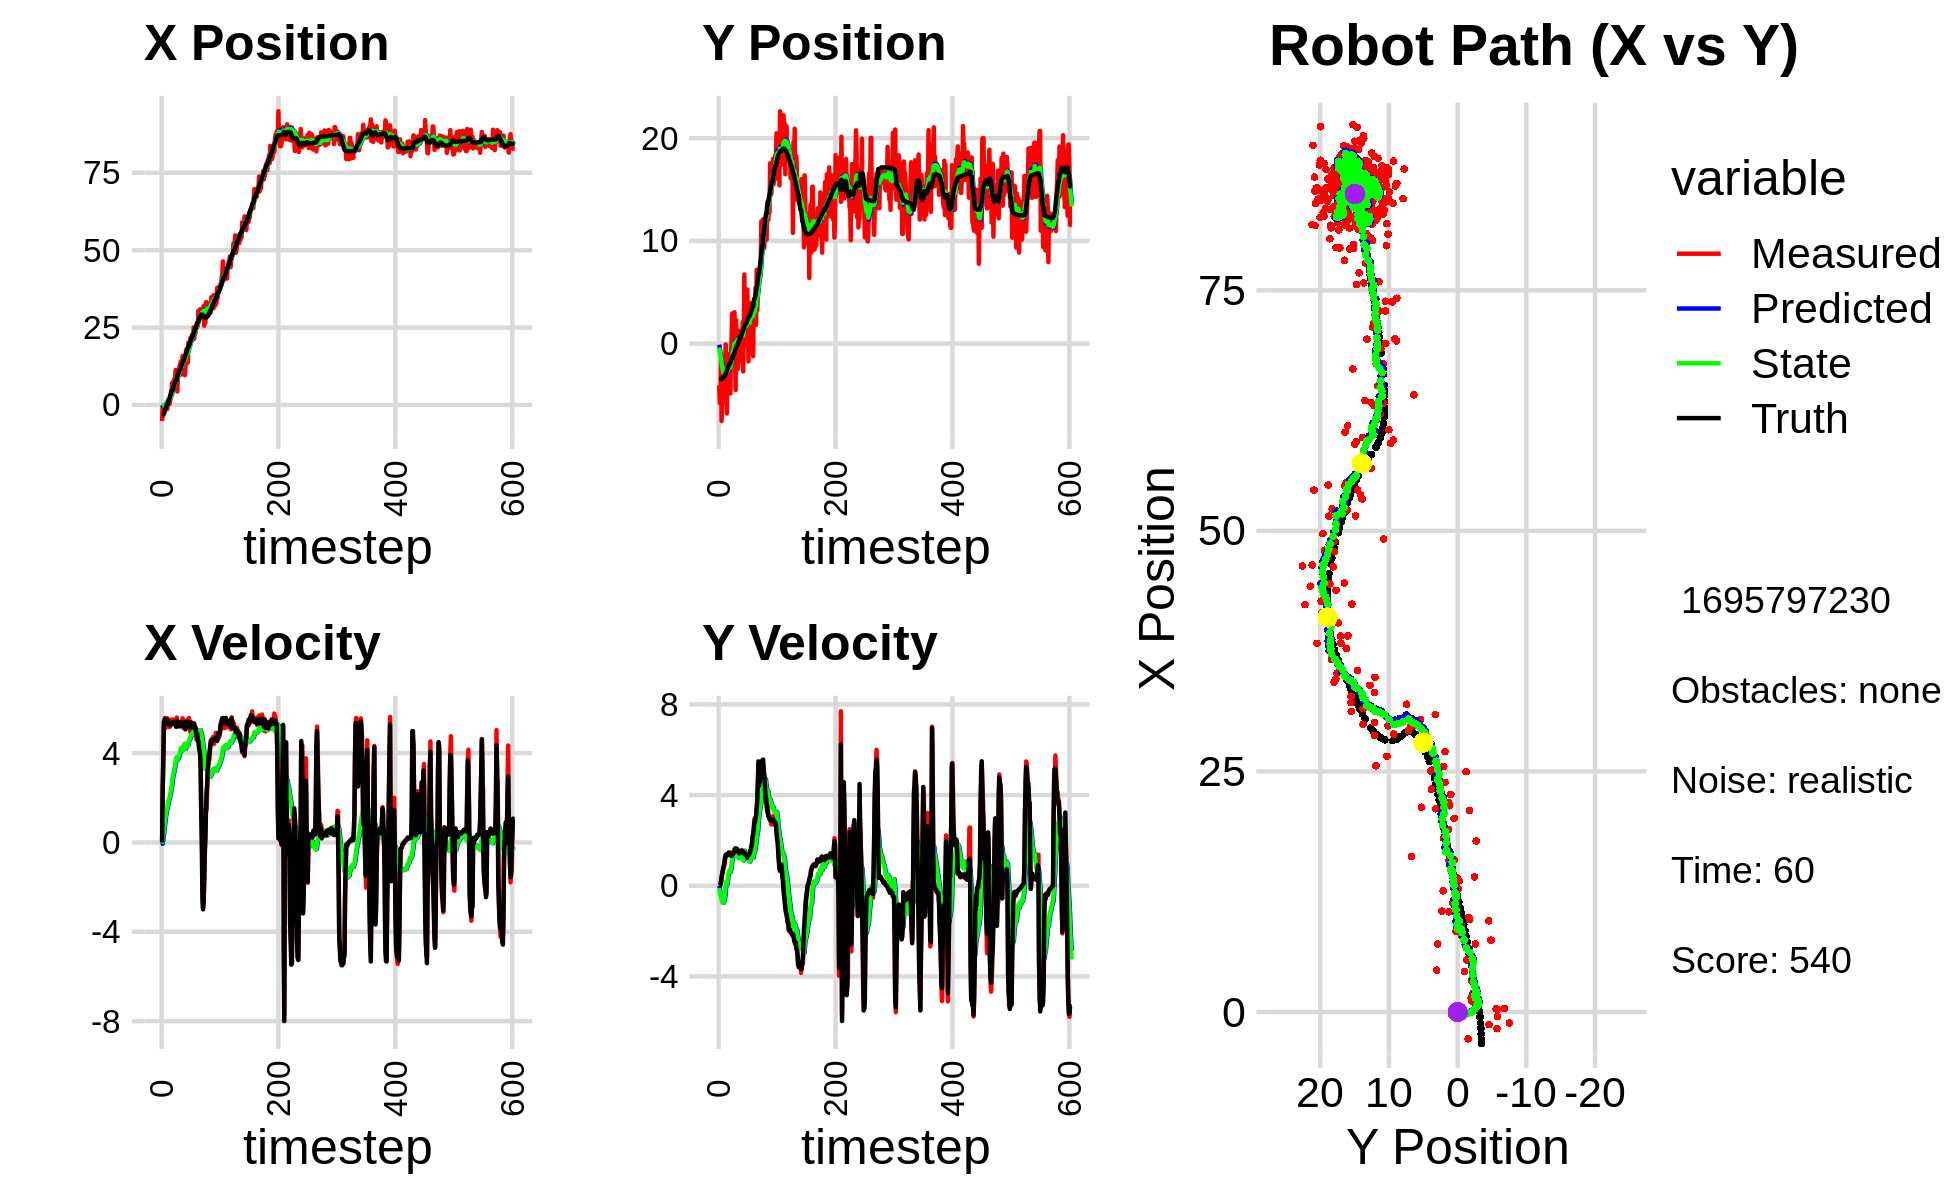 X Position
75
50
25
0
0
200
400
600
timestep
Y Position
20
10
0
0
200
400
600
timestep
X Velocity
4
0
-4
-8
0
200
400
600
timestep
Y Velocity
8
4
0
-4
0
200
400
600
timestep
Robot Path (X vs Y)
X Position
75
50
25
0
20 10 0 -10 -20
Y Position
variable
Measured
Predicted
State
Truth
1695797230
Obstacles: none
Noise: realistic
Time: 60
Score: 540